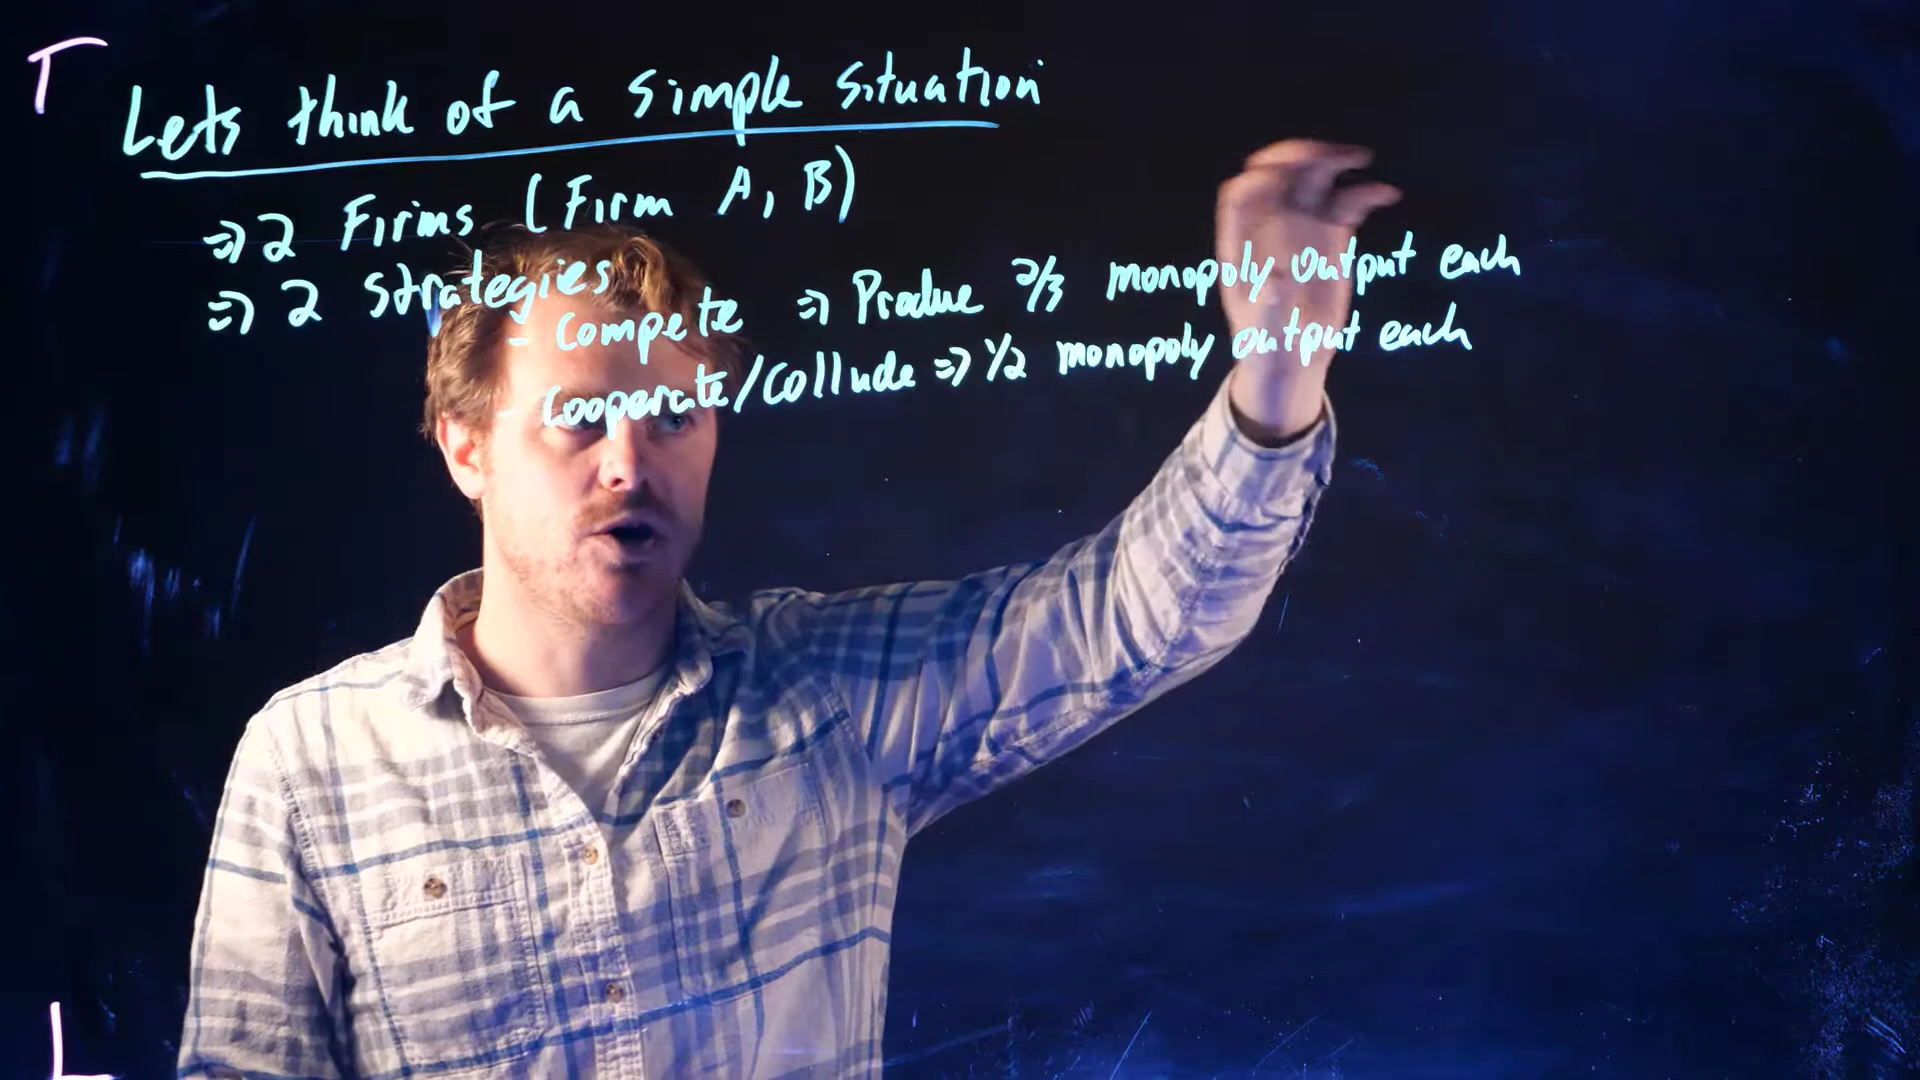 Lets think of a simple situation
⇒ 2 Firms (Firm A, B)
⇒ 2 Strategies
- Compete ⇒ Produce 2/3 monopoly output each
- Cooperate/Collude ⇒ 1/2 monopoly output each